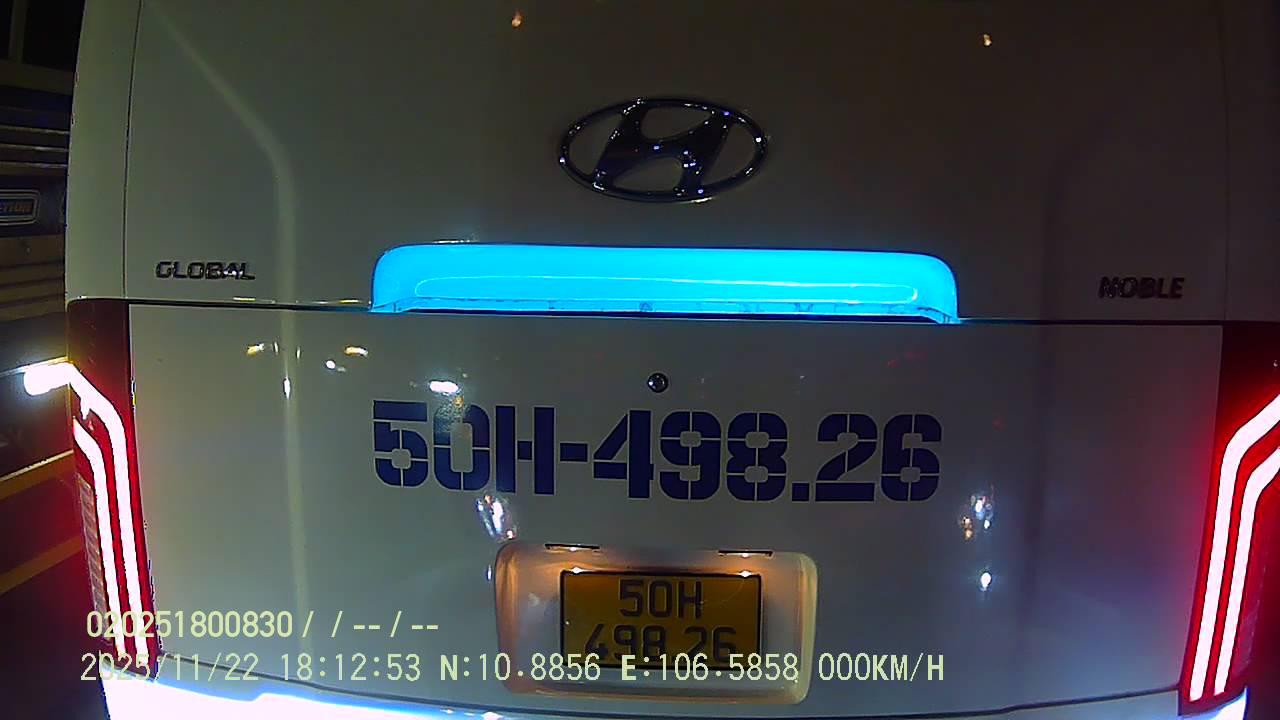 GLOBAL
NOBLE
50H-498.26
50H
498.26
020251800830 / / -- / --
2025/11/22 18:12:53 N:10.8856 E:106.5858 000KM/H